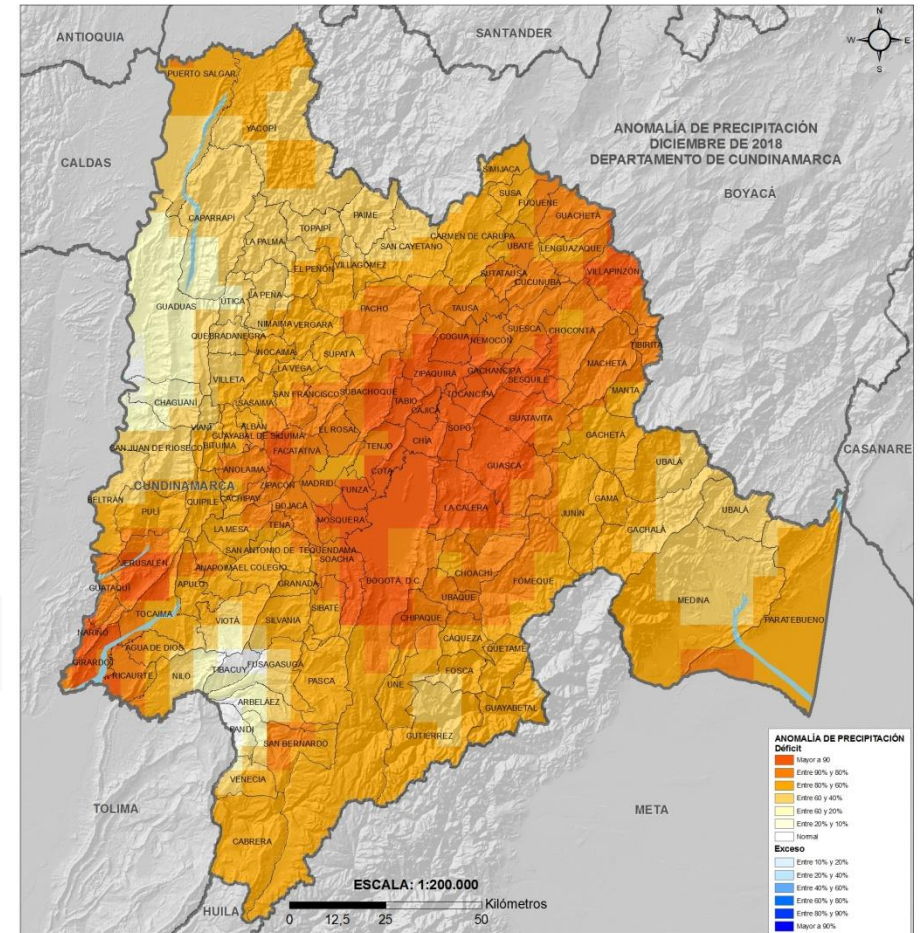 N
W E
S
ANTIOQUIA
SANTANDER
PUERTO SALGAR
ANOMALÍA DE PRECIPITACIÓN
DICIEMBRE DE 2018
DEPARTAMENTO DE CUNDINAMARCA
YACOPÍ
CALDAS
SIMIJACA
BOYACÁ
SUSA
FUQUENE
GUACHETÁ
CAPARRAPÍ
PAIME
TOPAIPÍ
LA PALMA
CARMEN DE CARUPA
SAN CAYETANO
UBATÉ
LENGUAZAQUE
EL PEÑÓN
VILLAGÓMEZ
VILLAPINZÓN
SUTATAUSA
CUCUNUBA
LA PEÑA
GUADUAS
UTICA
PACHO
TAUSA
NIMAIMA
VERGARA
SUESCA
CHOCONTA
QUEBRADANEGRA
COGUA
NEMOCÓN
TIBIRITA
NOCAIMA
SUPATÁ
MACHETA
LA VEGA
ZIPAQUIRÁ
GACHANCIPÁ
SESQUILE
VILLETA
SAN FRANCISCO
SUBACHOQUE
TABIO
TOCANCIPÁ
MANTA
CHAGUANÍ
SASAIMA
CAJICÁ
GUATAVITA
VIANÍ
ALBÁN
EL ROSAL
SOPÓ
GUAYABAL DE SIQUIMA
CHÍA
GACHETA
SAN JUAN DE RIOSECO
BITUIMA
TENJO
FACATATIVÁ
UBALÁ
CASANARE
ANOLAIMA
COTA
GUASCA
CUNDINAMARCA
ZIPACÓN
MADRID
FUNZA
BELTRÁN
QUIPILE
CACHIPAY
GAMA
PULÍ
BOJACÁ
LA CALERA
UBALÁ
LA MESA
TENA
MOSQUERA
JUNÍN
GACHALÁ
SAN ANTONIO DE TEQUENDAMA
JERUSALÉN
SOACHA
ANAPOIMA
EL COLEGIO
CHOACHÍ
GUATAQUÍ
APULO
GRANADA
BOGOTÁ, D.C.
FOMEQUE
UBAQUE
MEDINA
TOCAIMA
SIBATÉ
PARATEBUENO
VIOTÁ
SILVANIA
CHIPAQUE
NARIÑO
AGUA DE DIOS
CÁQUEZA
QUETAME
GIRARDOT
TIBACUY
FUSAGASUGÁ
FOSCA
RICAURTE
NILO
PASCA
UNE
ARBELÁEZ
GUAYABETAL
PANDI
GUTIERREZ
SAN BERNARDO
VENECIA
TOLIMA
META
CABRERA
HUILA
ESCALA: 1:200.000
Kilómetros
0 12,5 25 50
ANOMALÍA DE PRECIPITACIÓN
Déficit
Mayor a 90
Entre 90% y 80%
Entre 80% y 60%
Entre 60 y 40%
Entre 60 y 20%
Entre 20% y 10%
Normal
Exceso
Entre 10% y 20%
Entre 20% y 40%
Entre 40% y 60%
Entre 60% y 80%
Entre 80% y 90%
Mayor a 90%